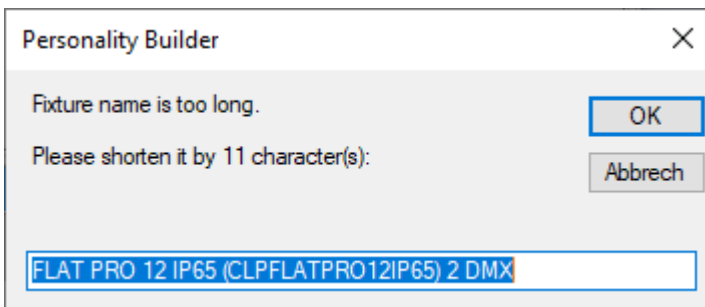 Personality Builder
Fixture name is too long.
OK
Please shorten it by 11 character(s):
Abbrech
FLAT PRO 12 IP65 (CLPFLATPRO12IP65) 2 DMX